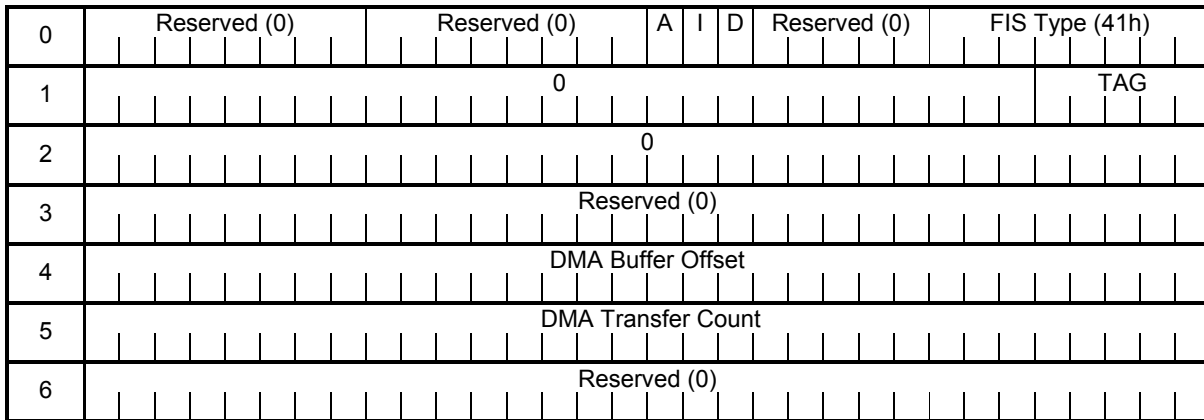 0 Reserved (0) Reserved (0) A I D Reserved (0) FIS Type (41h)
1 0 TAG
2 0
3 Reserved (0)
4 DMA Buffer Offset
5 DMA Transfer Count
6 Reserved (0)